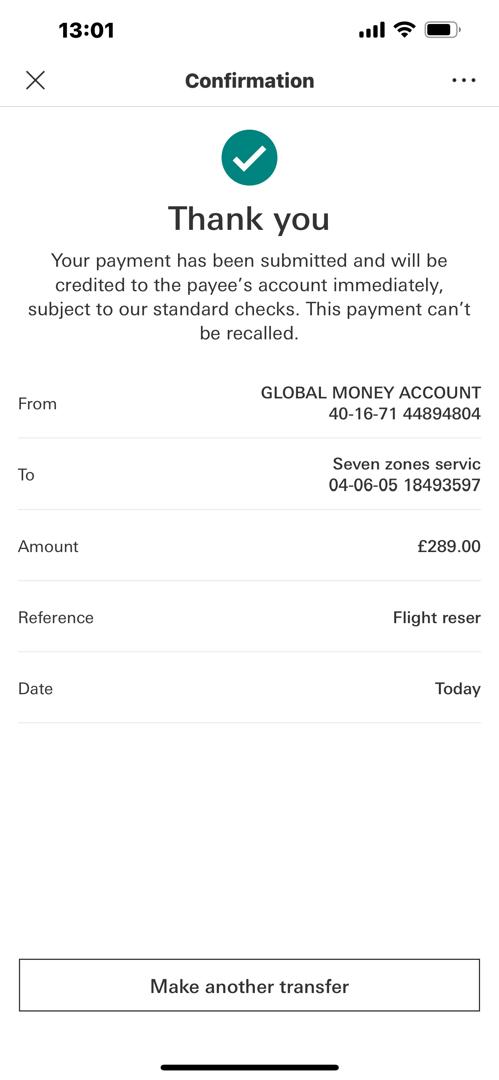 13:01
Confirmation
Thank you
Your payment has been submitted and will be
credited to the payee's account immediately,
subject to our standard checks. This payment can't
be recalled.
From
GLOBAL MONEY ACCOUNT
40-16-71 44894804
To
Seven zones servic
04-06-05 18493597
Amount
£289.00
Reference
Flight reser
Date
Today
Make another transfer